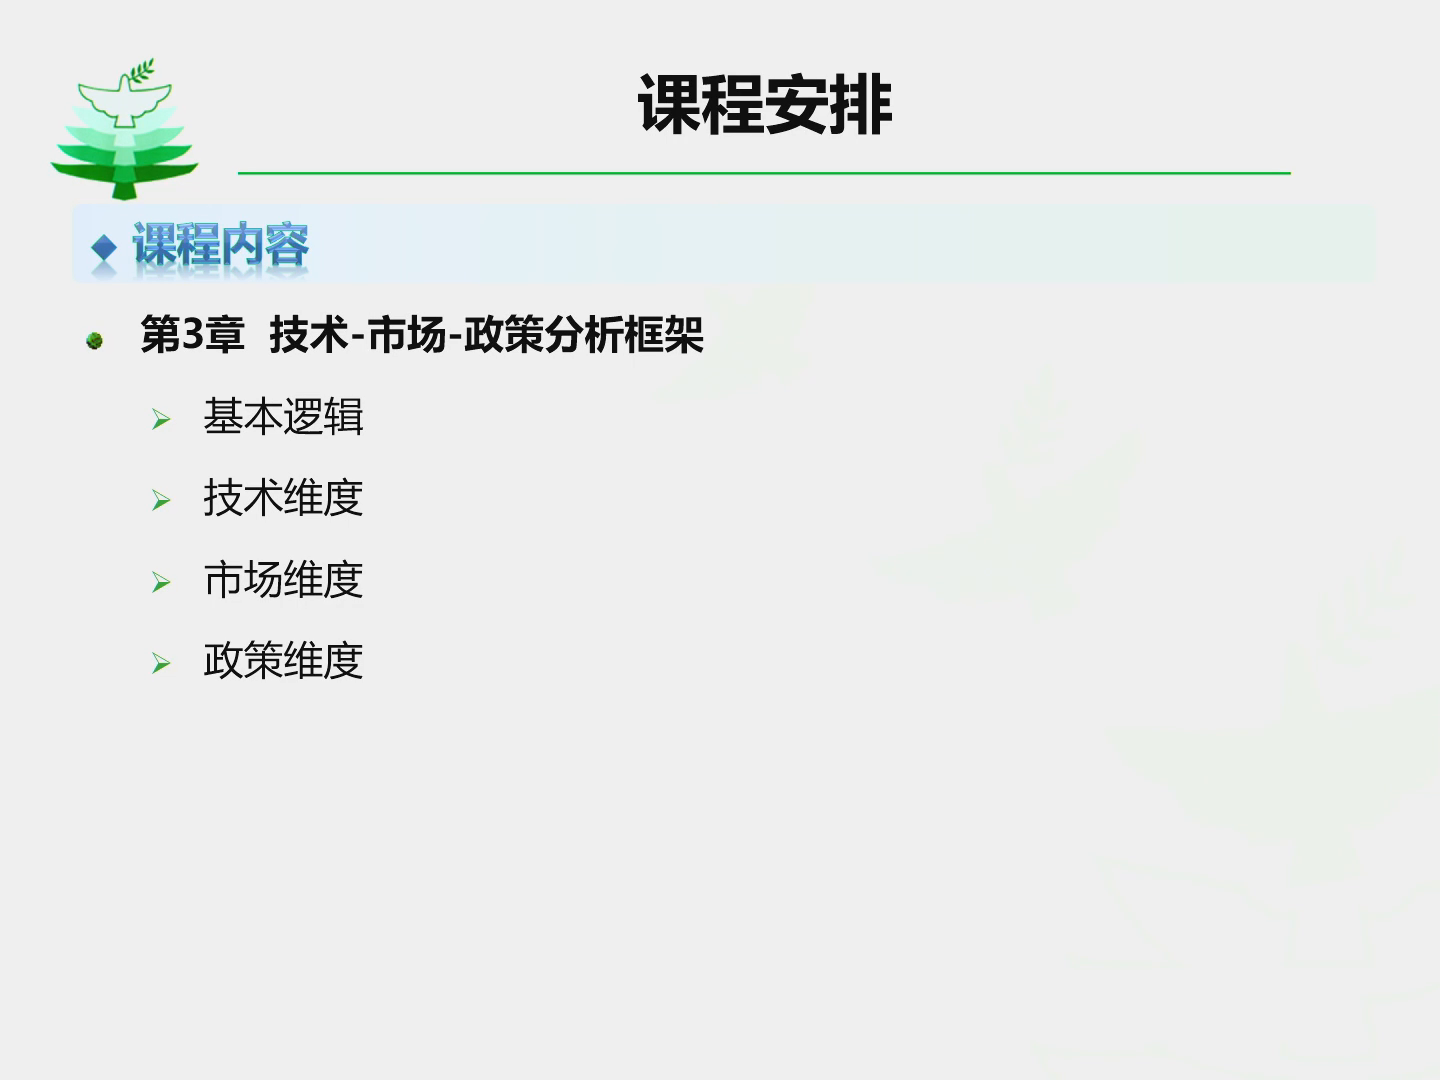 课程安排
课程内容
第3章 技术-市场-政策分析框架
基本逻辑
技术维度
市场维度
政策维度